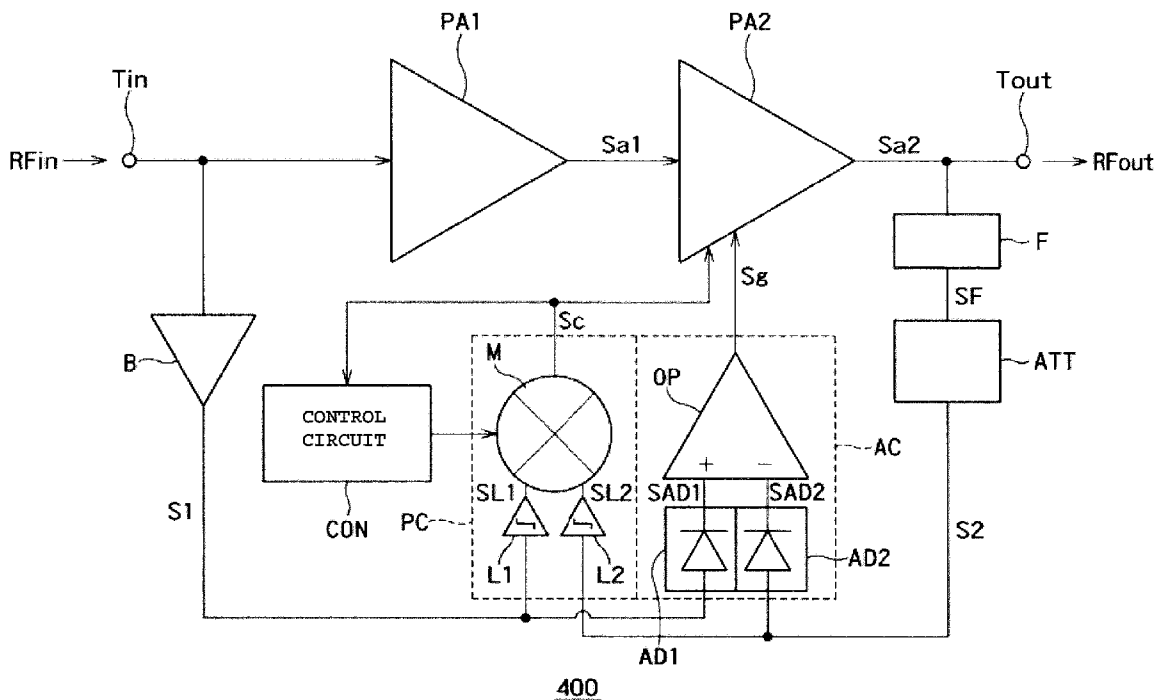 PA1
PA2
Tin
Tout
RFin
Sa1
Sa2
RFout
F
Sg
SF
Sc
B
M
OP
ATT
CONTROL
CIRCUIT
+
−
AC
SL1
SL2
SAD1
SAD2
S1
CON
PC
S2
L1
L2
AD2
AD1
400